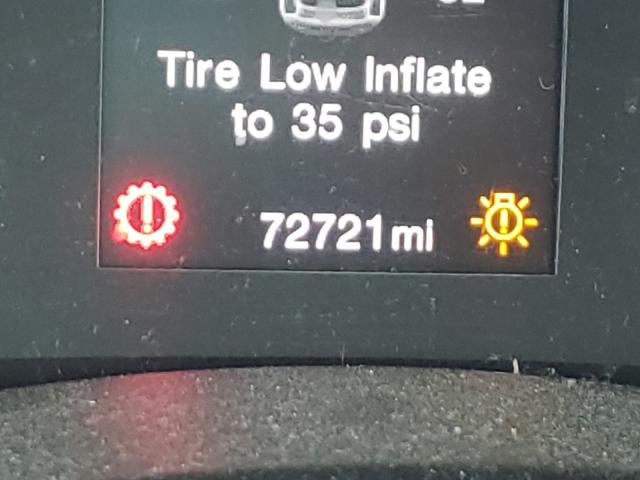 Tire Low Inflate
to 35 psi
72721 mi